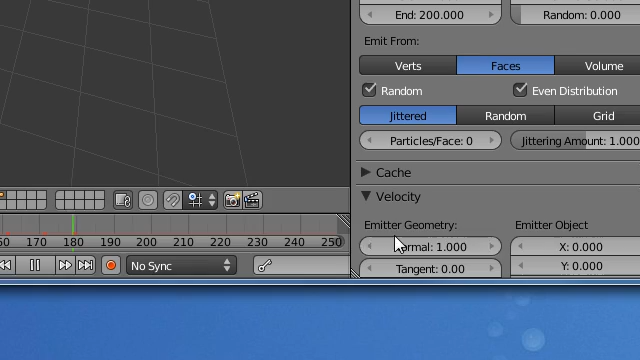 End: 200.000
Random: 0.000
Emit From:
Verts
Faces
Volume
Random
Even Distribution
Jittered
Random
Grid
Particles/Face: 0
Jittering Amount: 1.000
Cache
Velocity
Emitter Geometry:
Emitter Object
1.000
X: 0.000
Tangent: 0.00
Y: 0.000
170 180 190 200 210 220 230 240 250
No Sync